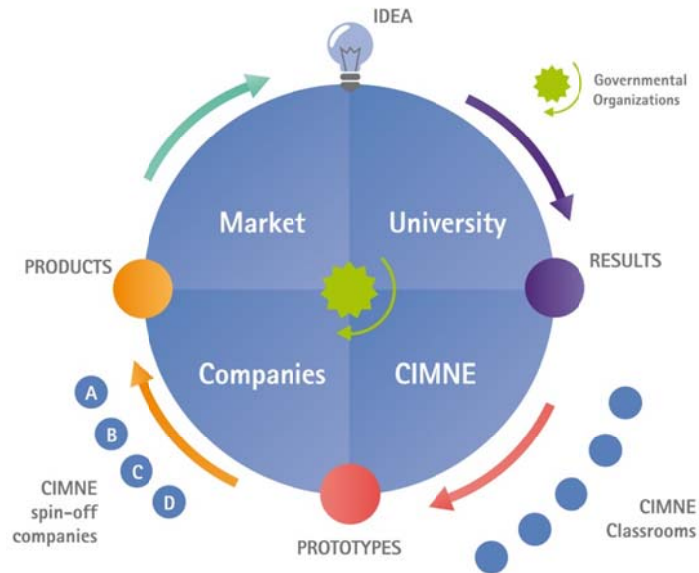 IDEA
Governmental
Organizations
Market
University
PRODUCTS
RESULTS
Companies
CIMNE
A
B
C
D
CIMNE
spin-off
companies
CIMNE
Classrooms
PROTOTYPES